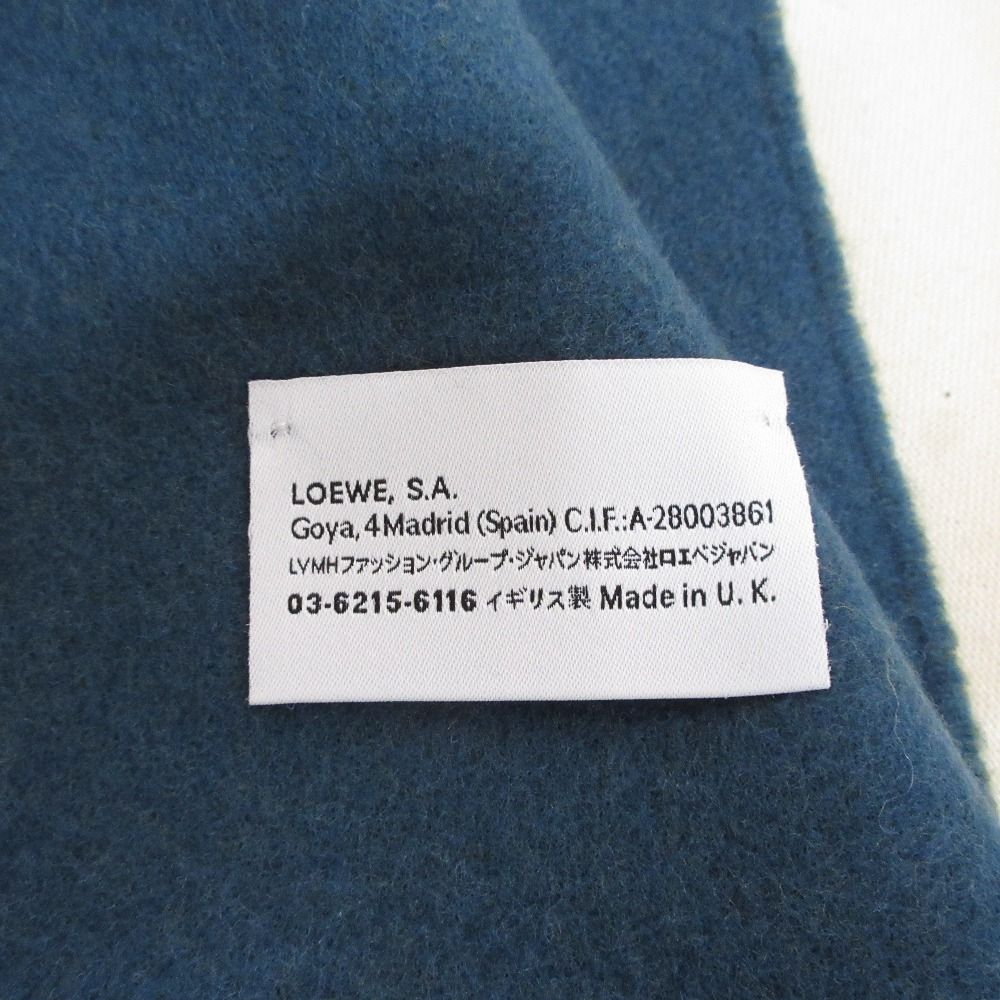 LOEWE, S.A.
Goya, 4 Madrid (Spain) C.I.F.:A-28003861
LVMHファッション・グループ・ジャパン株式会社ロエベジャパン
03-6215-6116 イギリス製 Made in U. K.